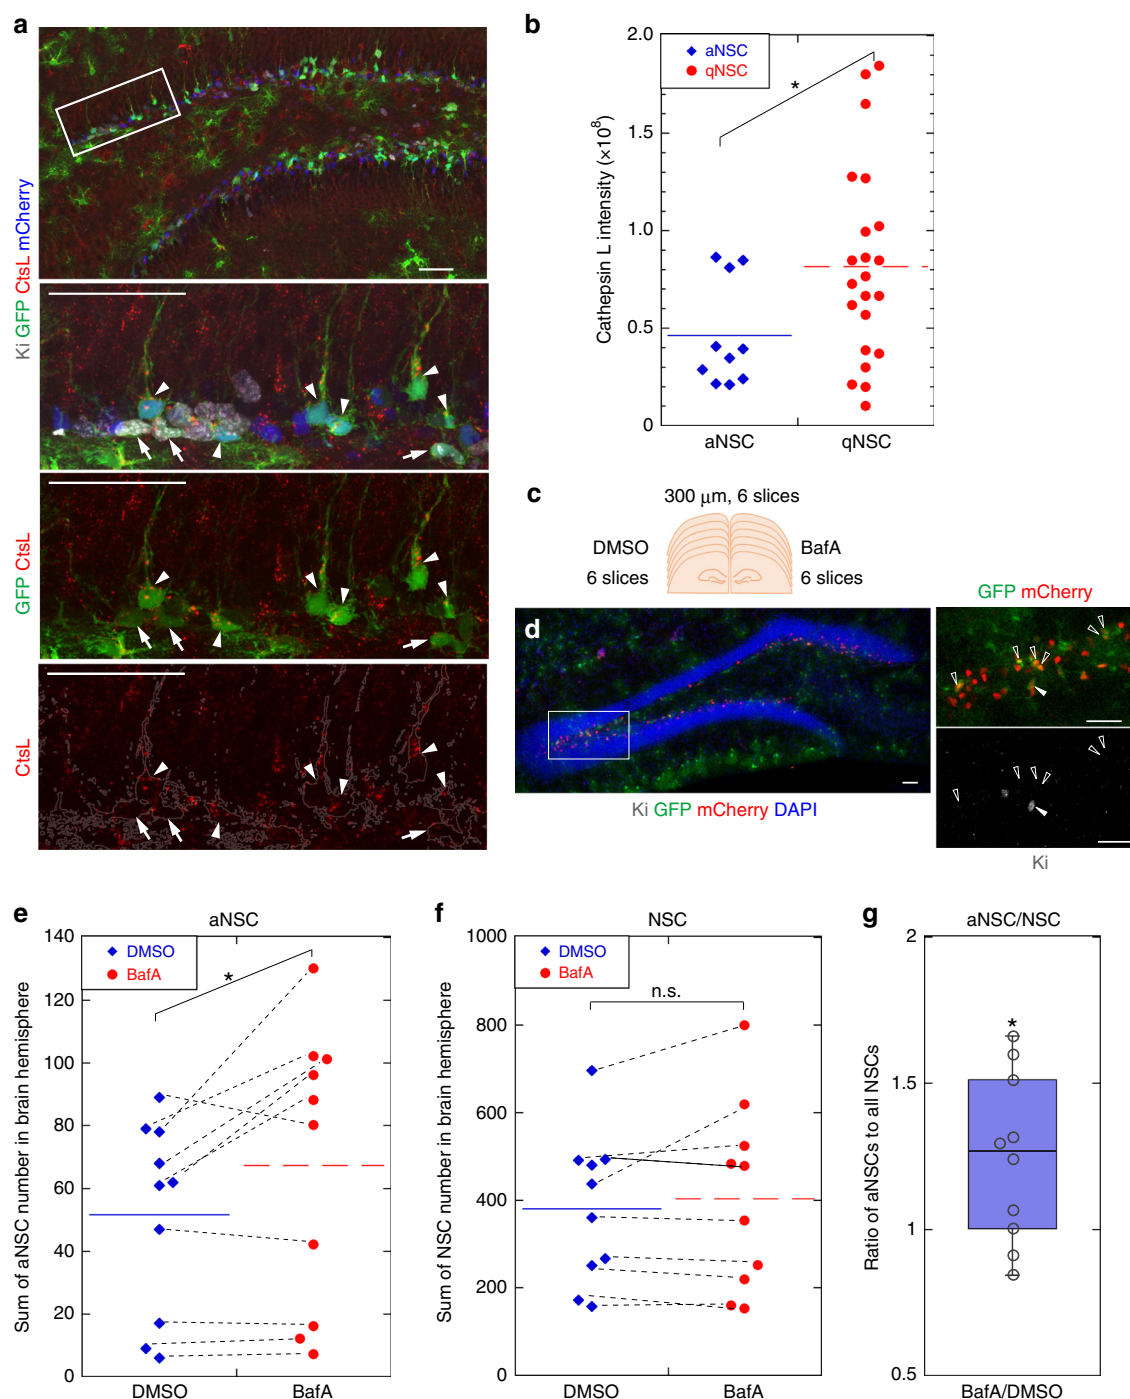 a
Ki GFP CtsL mCherry
GFP CtsL
CtsL
b
Cathepsin L intensity (×10⁸)
2.0
1.5
1.0
0.5
0
aNSC
qNSC
*
aNSC
qNSC
c
300 μm, 6 slices
DMSO
6 slices
BafA
6 slices
d
Ki GFP mCherry DAPI
GFP mCherry
Ki
e
aNSC
Sum of aNSC number in brain hemisphere
140
120
100
80
60
40
20
0
DMSO
BafA
*
DMSO
BafA
f
NSC
Sum of NSC number in brain hemisphere
1000
800
600
400
200
0
DMSO
BafA
n.s.
DMSO
BafA
g
aNSC/NSC
Ratio of aNSCs to all NSCs
2
1.5
1
0.5
*
BafA/DMSO